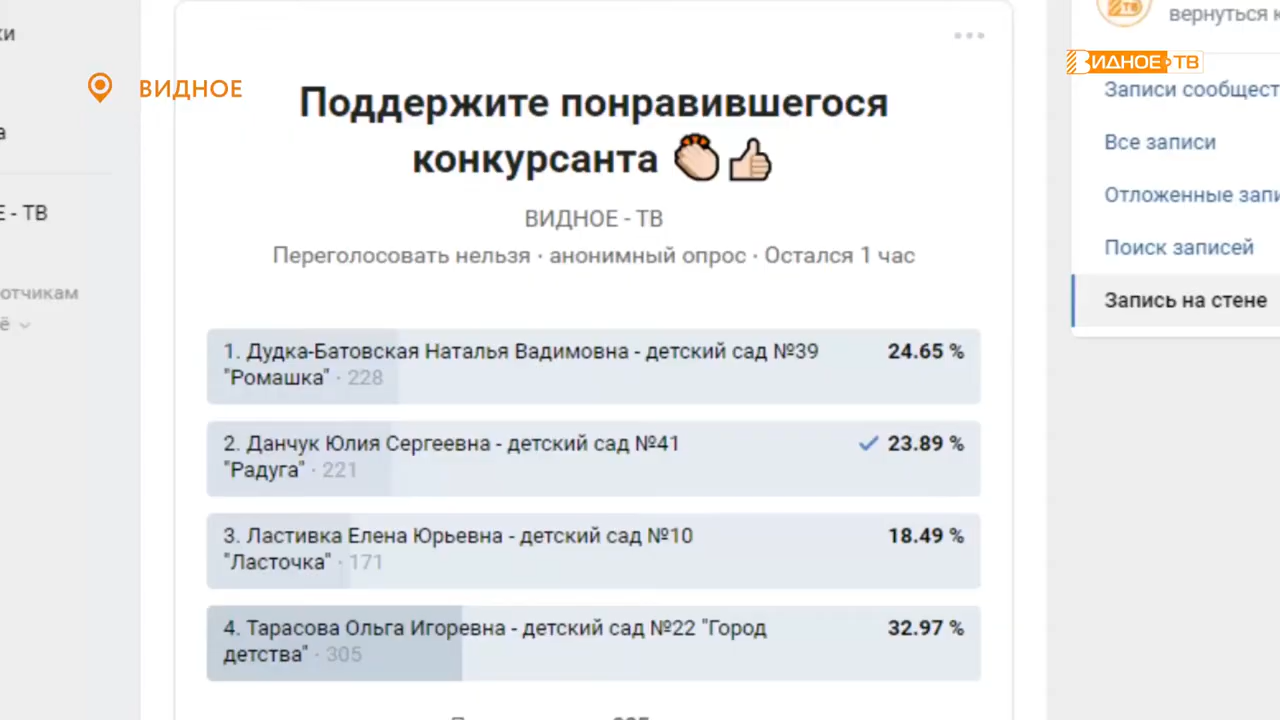 ки
вернуться к
ВИДНОЕ
ВИДНОЕ ТВ
Поддержите понравившегося
конкурсанта 👏👍
Записи сообщест
а
Все записи
Отложенные запи
Е - ТВ
ВИДНОЕ - ТВ
Переголосовать нельзя · анонимный опрос · Остался 1 час
Поиск записей
отчикам
ё
Запись на стене
1. Дудка-Батовская Наталья Вадимовна - детский сад №39 24.65 %
"Ромашка" · 228
2. Данчук Юлия Сергеевна - детский сад №41 23.89 %
"Радуга" · 221
3. Ластивка Елена Юрьевна - детский сад №10 18.49 %
"Ласточка" · 171
4. Тарасова Ольга Игоревна - детский сад №22 "Город 32.97 %
детства" · 305